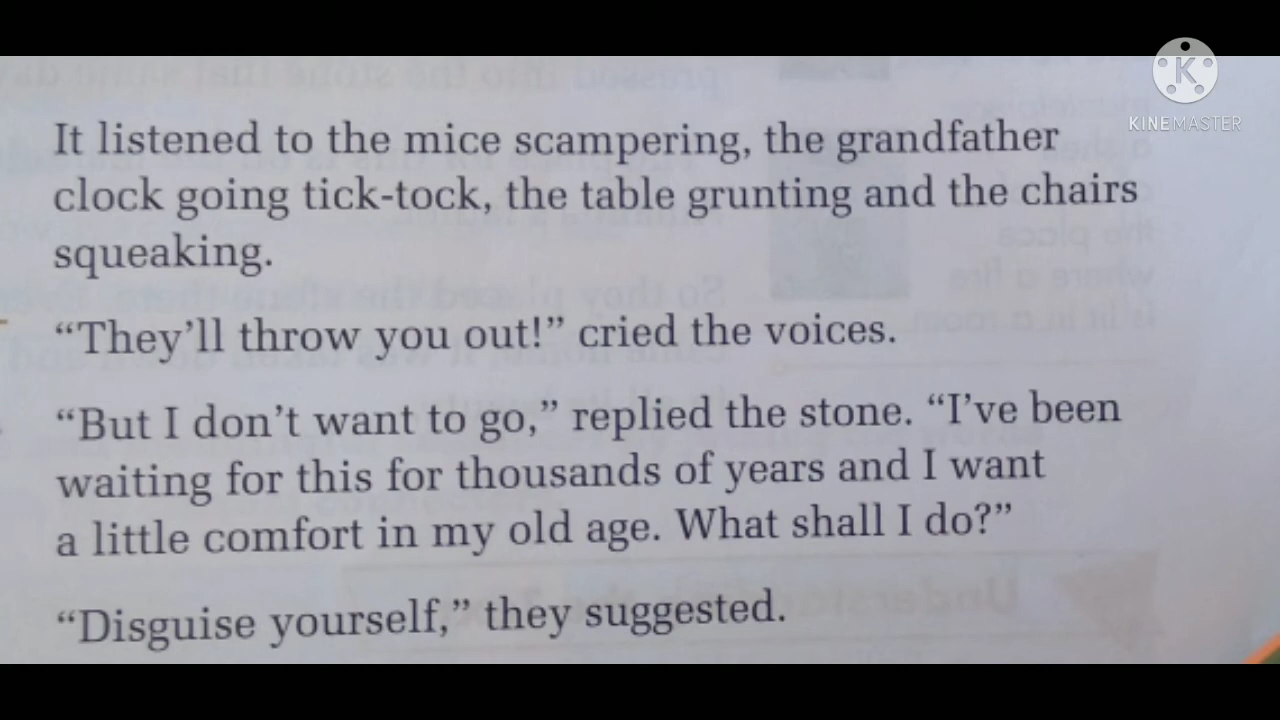 KINEMASTER
It listened to the mice scampering, the grandfather
clock going tick-tock, the table grunting and the chairs
squeaking.
“They’ll throw you out!” cried the voices.
“But I don’t want to go,” replied the stone. “I’ve been
waiting for this for thousands of years and I want
a little comfort in my old age. What shall I do?”
“Disguise yourself,” they suggested.